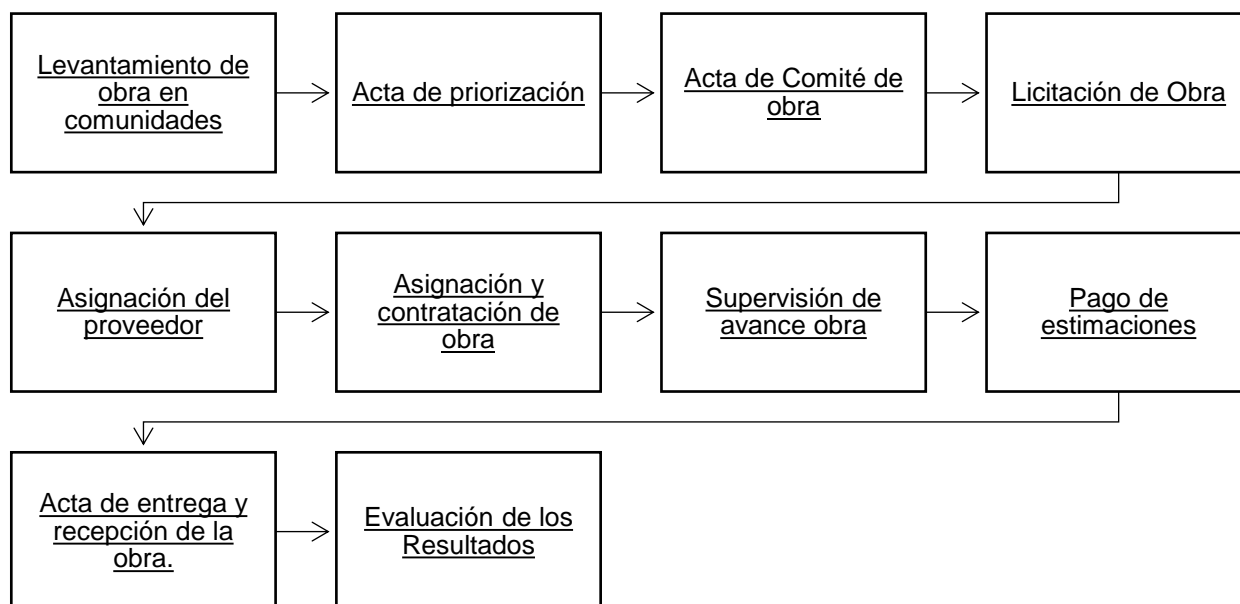 Levantamiento de
obra en
comunidades
Acta de priorización
Acta de Comité de
obra
Licitación de Obra
Asignación del
proveedor
Asignación y
contratación de
obra
Supervisión de
avance obra
Pago de
estimaciones
Acta de entrega y
recepción de la
obra.
Evaluación de los
Resultados